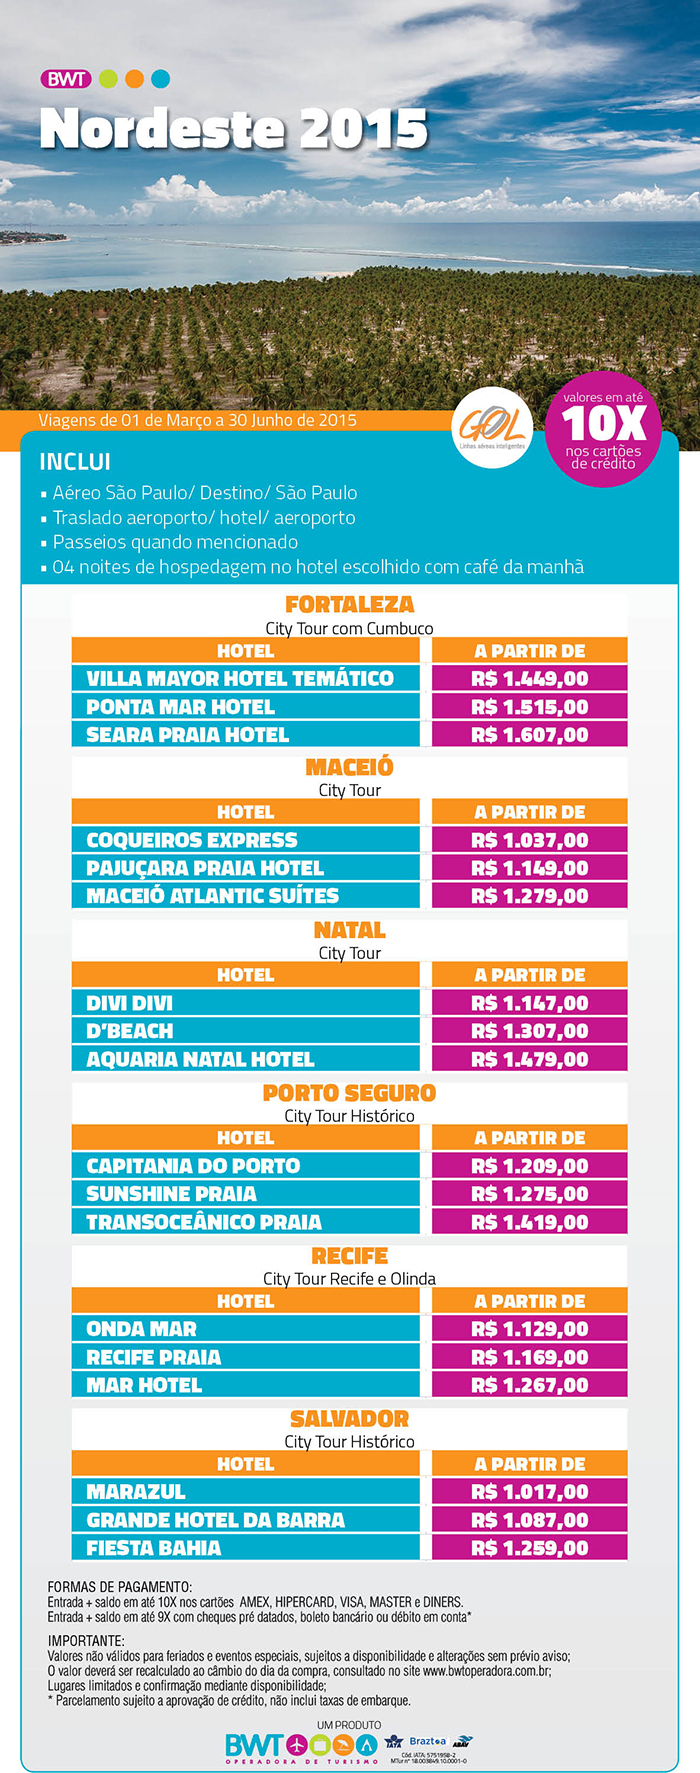 BWT
Nordeste 2015
Viagens de 01 de Março a 30 Junho de 2015
GOL
Linhas aéreas inteligentes
valores em até
10X
nos cartões
de crédito
INCLUI
▪ Aéreo São Paulo/ Destino/ São Paulo
▪ Traslado aeroporto/ hotel/ aeroporto
▪ Passeios quando mencionado
▪ 04 noites de hospedagem no hotel escolhido com café da manhã
FORTALEZA
City Tour com Cumbuco
HOTEL A PARTIR DE
VILLA MAYOR HOTEL TEMÁTICO R$ 1.449,00
PONTA MAR HOTEL R$ 1.515,00
SEARA PRAIA HOTEL R$ 1.607,00
MACEIÓ
City Tour
HOTEL A PARTIR DE
COQUEIROS EXPRESS R$ 1.037,00
PAJUÇARA PRAIA HOTEL R$ 1.149,00
MACEIÓ ATLANTIC SUÍTES R$ 1.279,00
NATAL
City Tour
HOTEL A PARTIR DE
DIVI DIVI R$ 1.147,00
D'BEACH R$ 1.307,00
AQUARIA NATAL HOTEL R$ 1.479,00
PORTO SEGURO
City Tour Histórico
HOTEL A PARTIR DE
CAPITANIA DO PORTO R$ 1.209,00
SUNSHINE PRAIA R$ 1.275,00
TRANSOCEÂNICO PRAIA R$ 1.419,00
RECIFE
City Tour Recife e Olinda
HOTEL A PARTIR DE
ONDA MAR R$ 1.129,00
RECIFE PRAIA R$ 1.169,00
MAR HOTEL R$ 1.267,00
SALVADOR
City Tour Histórico
HOTEL A PARTIR DE
MARAZUL R$ 1.017,00
GRANDE HOTEL DA BARRA R$ 1.087,00
FIESTA BAHIA R$ 1.259,00
FORMAS DE PAGAMENTO:
Entrada + saldo em até 10X nos cartões AMEX, HIPERCARD, VISA, MASTER e DINERS.
Entrada + saldo em até 9X com cheques pré datados, boleto bancário ou débito em conta*
IMPORTANTE:
Valores não válidos para feriados e eventos especiais, sujeitos a disponibilidade e alterações sem prévio aviso;
O valor deverá ser recalculado ao câmbio do dia da compra, consultado no site www.bwtoperadora.com.br;
Lugares limitados e confirmação mediante disponibilidade;
* Parcelamento sujeito a aprovação de crédito, não inclui taxas de embarque.
UM PRODUTO
BWT
OPERADORA DE TURISMO
IATA Braztoa ABAV
Cód. IATA: 5751958-2
MTur nº 18.003849.10.0001-0